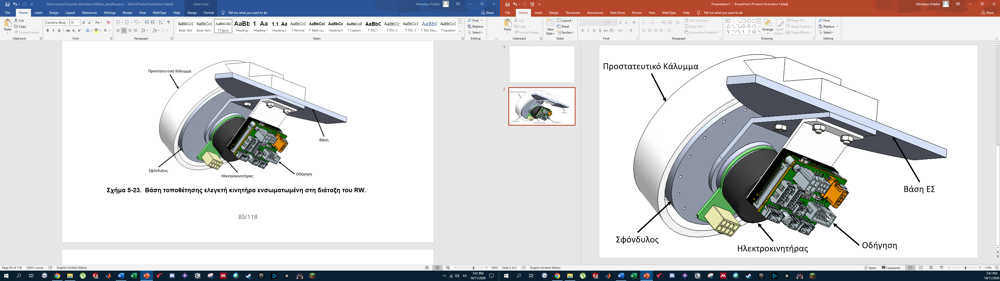 Διπλωματική Εργασία_Μενέλαος Βιδάκης_Διορθωμένη - Word (Product Activation Failed)
Chart Tools
Menelaos Vidakis
File Home Insert Design Layout References Mailings Review View MathType Help Design Format Tell me what you want to do Share
Paste
Cut
Copy
Format Painter
Clipboard
Cambria (Body 10
Font
Paragraph
AaBbCcD Body Text
AaBbCcD Body Text+
AaBbCcDc ¶ Figure
AaBb Heading
1 Aa Heading 1
1.1 Aa Heading 2
AaBbCcD ¶ Normal
AaBbCcI ¶ Table ca...
AaBbCc Heading 4
AaBbCcI ¶ Caption
AaBbC ¶ TOC 1
AaBbCc ¶ TOC 2
AaBbCcD ¶ TOC 3
AaBbC ¶ TOC Hea...
AaBbCcD ¶ Equation
Styles
Find
Replace
Select
Editing
Προστατευτικό Κάλυμμα
Βάση
Σφόνδυλος
Ηλεκτροκινητήρας
Οδήγηση
Σχήμα 5-23. Βάση τοποθέτησης ελεγκτή κινητήρα ενσωματωμένη στη διάταξη του RW.
85/118
Page 85 of 118 29501 words English (United States) 180%
7:41 PM
10/11/2020
ΕΛ
Presentation1 - PowerPoint (Product Activation Failed)
Menelaos Vidakis
File Home Insert Design Transitions Animations Slide Show Review View MathType Help Tell me what you want to do Share
Paste
Cut
Copy
Format Painter
Clipboard
New Slide
Layout
Reset
Section
Slides
24
Font
Text Direction
Align Text
Convert to SmartArt
Paragraph
Arrange
Quick Styles
Shape Fill
Shape Outline
Shape Effects
Drawing
Find
Replace
Select
Editing
1
2
Προστατευτικό Κάλυμμα
Βάση ΕΣ
Σφόνδυλος
Ηλεκτροκινητήρας
Οδήγηση
Slide 2 of 2 English (United States) Notes Comments 114%
7:41 PM
10/11/2020